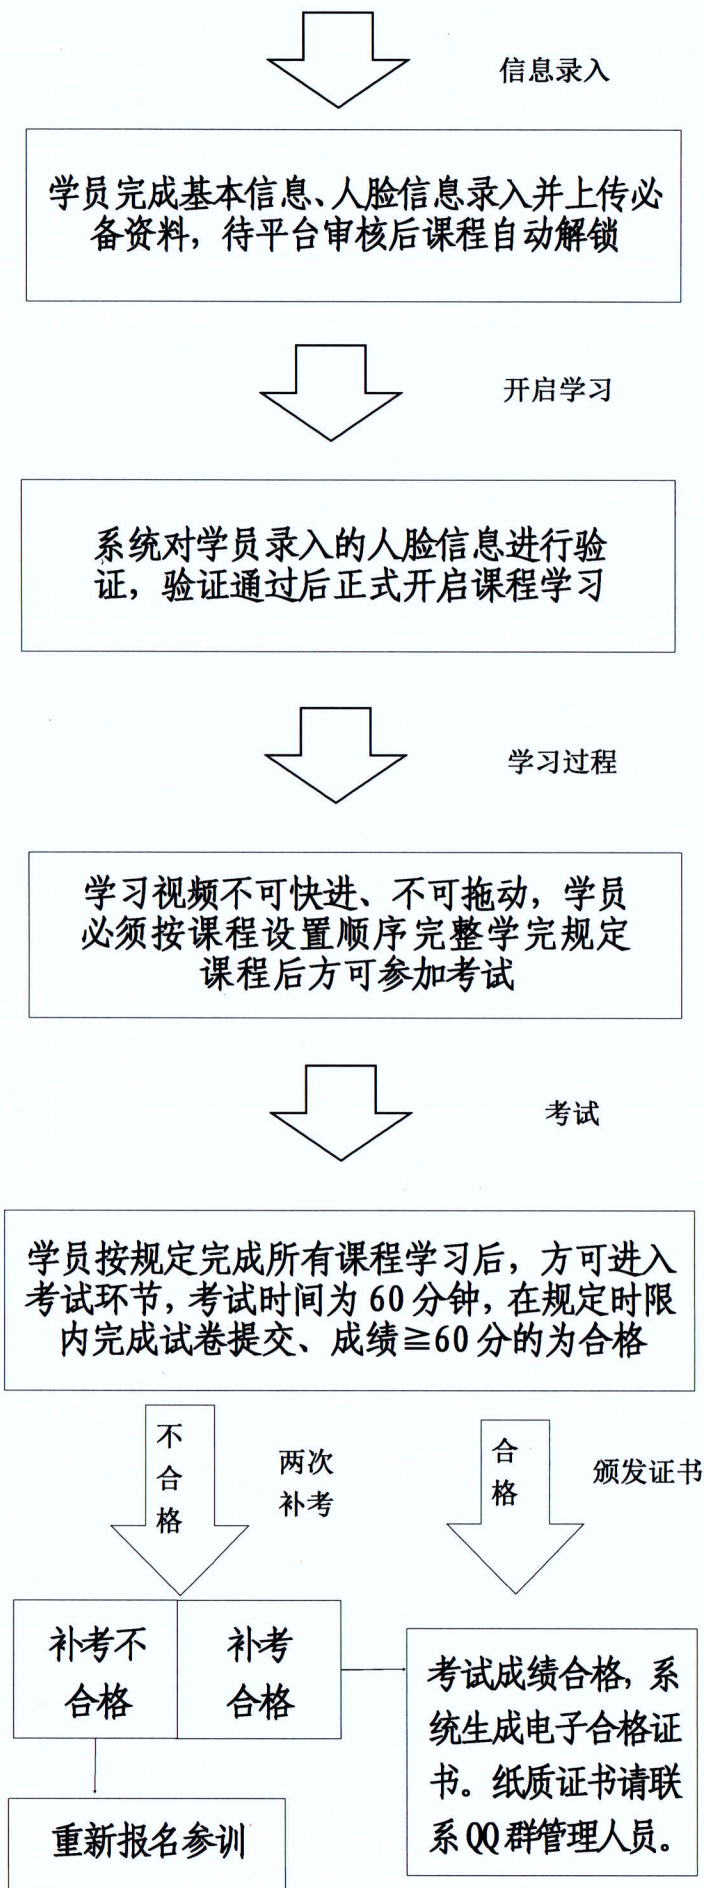 信息录入
学员完成基本信息、人脸信息录入并上传必
备资料，待平台审核后课程自动解锁
开启学习
系统对学员录入的人脸信息进行验
证，验证通过后正式开启课程学习
学习过程
学习视频不可快进、不可拖动，学员
必须按课程设置顺序完整学完规定
课程后方可参加考试
考试
学员按规定完成所有课程学习后，方可进入
考试环节，考试时间为 60 分钟，在规定时限
内完成试卷提交、成绩≧60 分的为合格
不
合
格
两次
补考
合
格
颁发证书
补考不
合格
补考
合格
考试成绩合格，系
统生成电子合格证
书。纸质证书请联
系 QQ 群管理人员。
重新报名参训